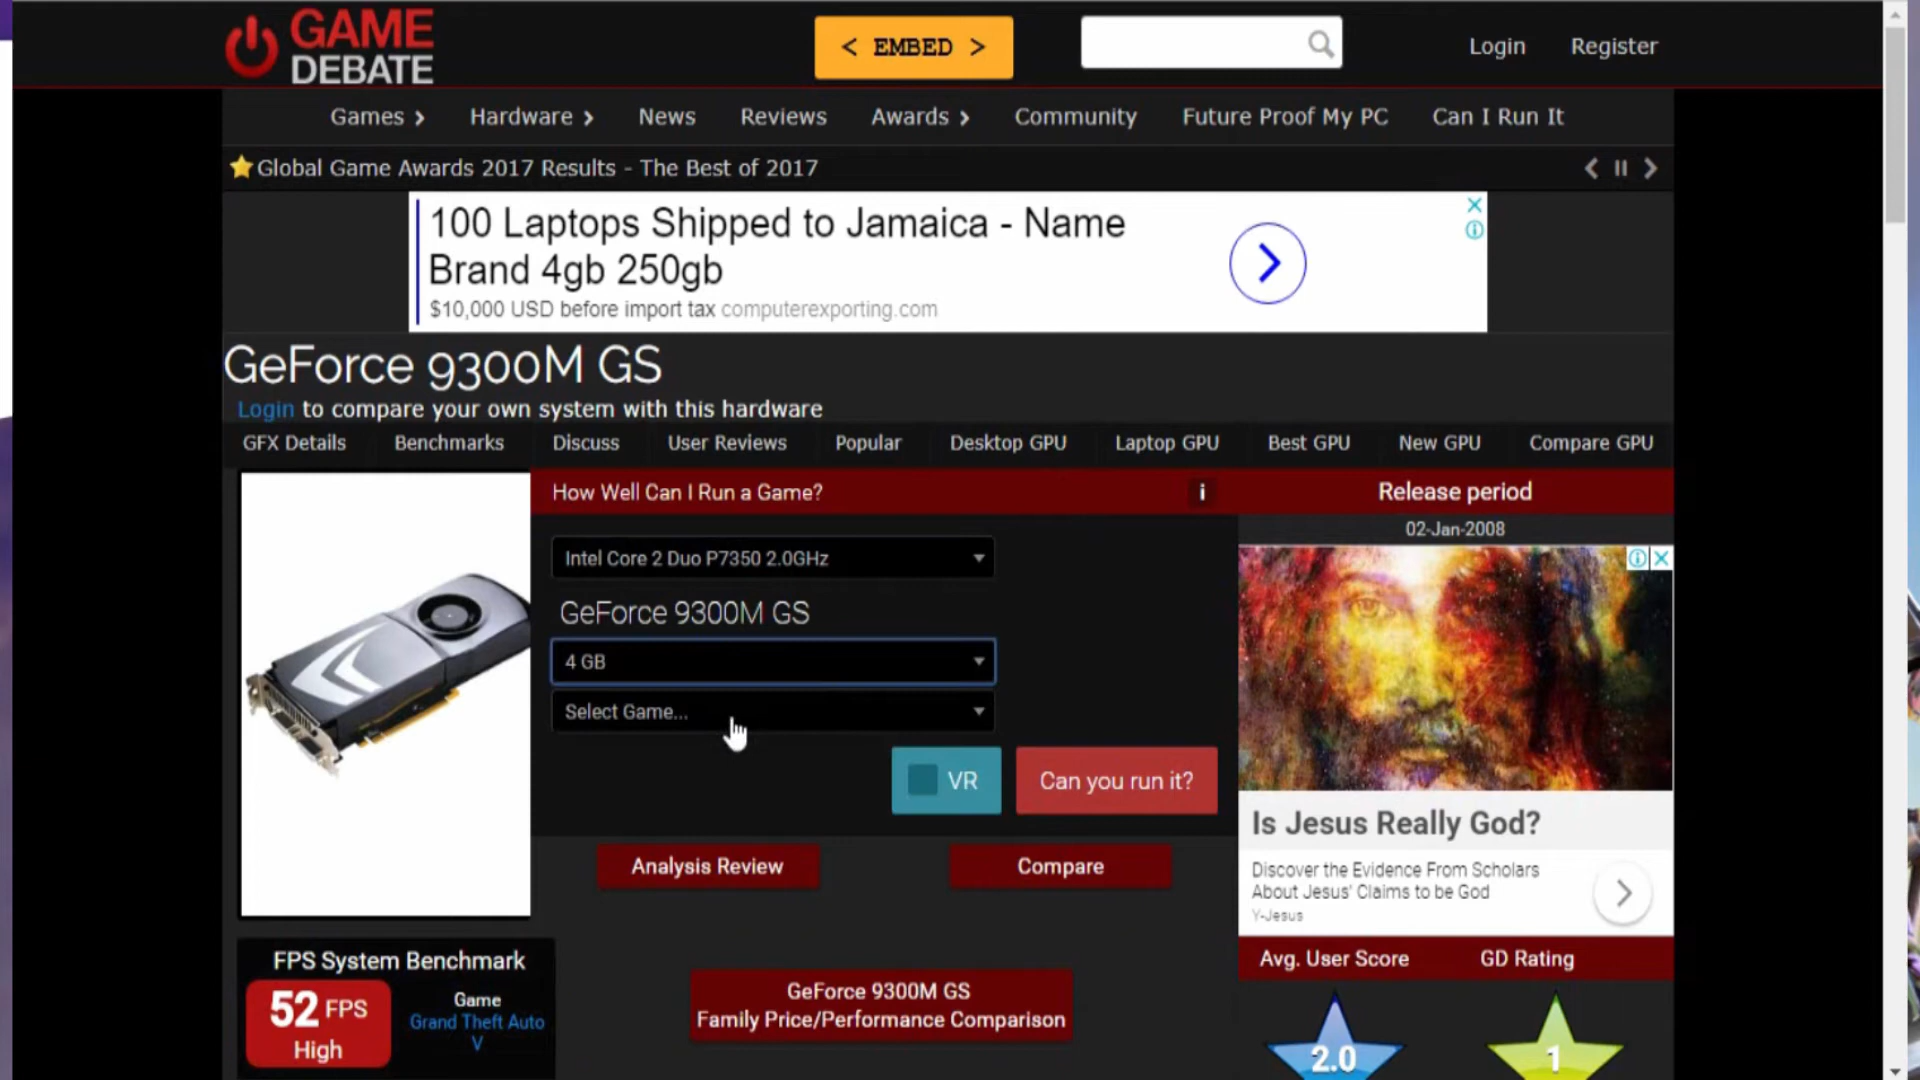 GAME
DEBATE
< EMBED >
Login
Register
Games >
Hardware >
News
Reviews
Awards >
Community
Future Proof My PC
Can I Run It
Global Game Awards 2017 Results - The Best of 2017
100 Laptops Shipped to Jamaica - Name
Brand 4gb 250gb
$10,000 USD before import tax computerexporting.com
GeForce 9300M GS
Login to compare your own system with this hardware
GFX Details
Benchmarks
Discuss
User Reviews
Popular
Desktop GPU
Laptop GPU
Best GPU
New GPU
Compare GPU
How Well Can I Run a Game?
i
Release period
02-Jan-2008
Intel Core 2 Duo P7350 2.0GHz
GeForce 9300M GS
4 GB
Select Game...
VR
Can you run it?
Is Jesus Really God?
Discover the Evidence From Scholars
About Jesus' Claims to be God
Y-Jesus
Analysis Review
Compare
Avg. User Score
GD Rating
FPS System Benchmark
52 FPS
High
Game
Grand Theft Auto
V
GeForce 9300M GS
Family Price/Performance Comparison
2.0
1